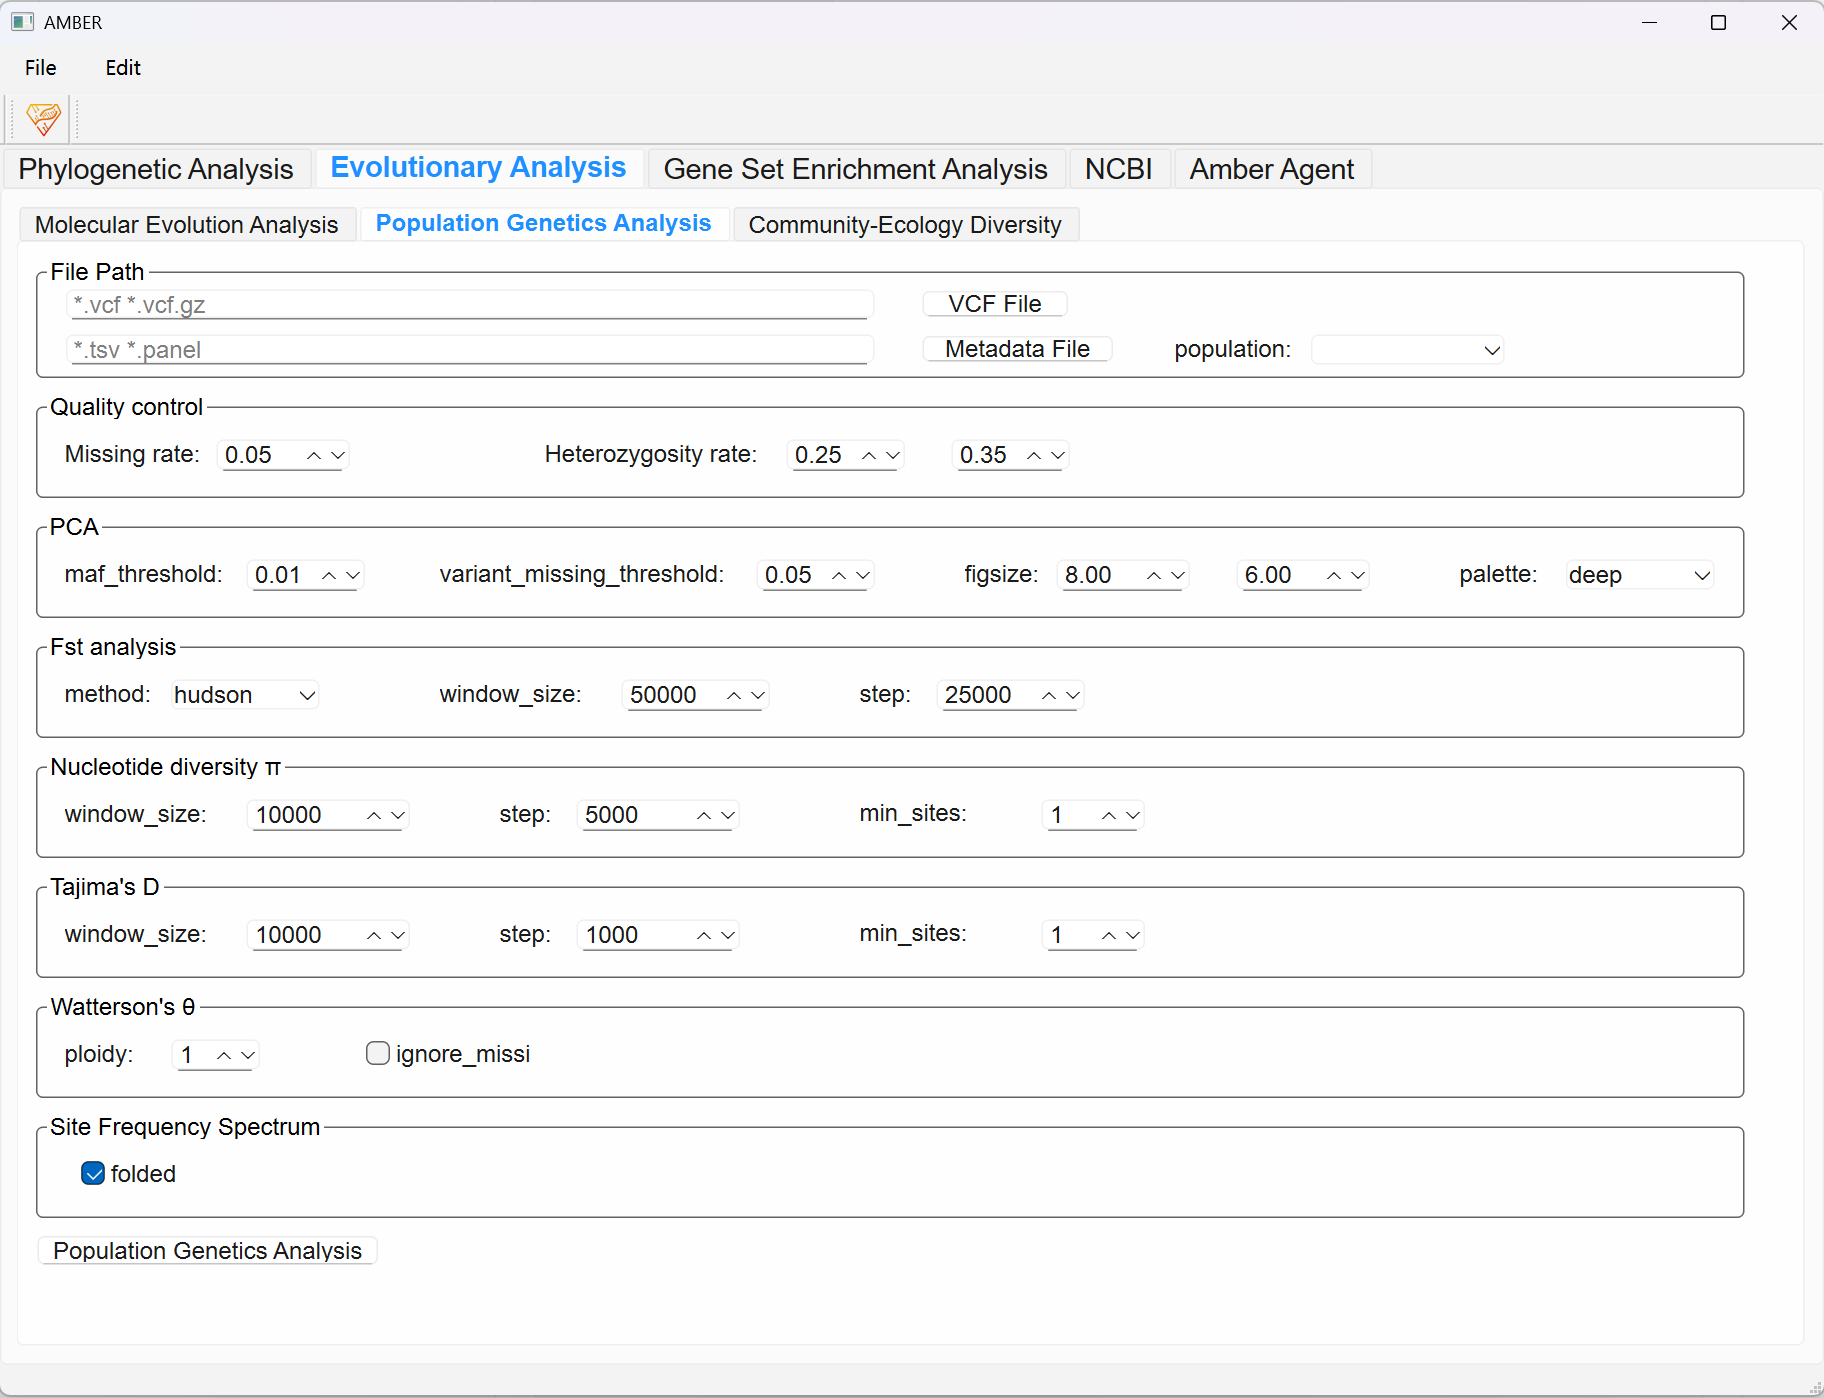 AMBER
File Edit
Phylogenetic Analysis Evolutionary Analysis Gene Set Enrichment Analysis NCBI Amber Agent
Molecular Evolution Analysis Population Genetics Analysis Community-Ecology Diversity
File Path
*.vcf *.vcf.gz VCF File
*.tsv *.panel Metadata File population:
Quality control
Missing rate: 0.05 Heterozygosity rate: 0.25 0.35
PCA
maf_threshold: 0.01 variant_missing_threshold: 0.05 figsize: 8.00 6.00 palette: deep
Fst analysis
method: hudson window_size: 50000 step: 25000
Nucleotide diversity π
window_size: 10000 step: 5000 min_sites: 1
Tajima's D
window_size: 10000 step: 1000 min_sites: 1
Watterson's θ
ploidy: 1 ignore_missi
Site Frequency Spectrum
folded
Population Genetics Analysis